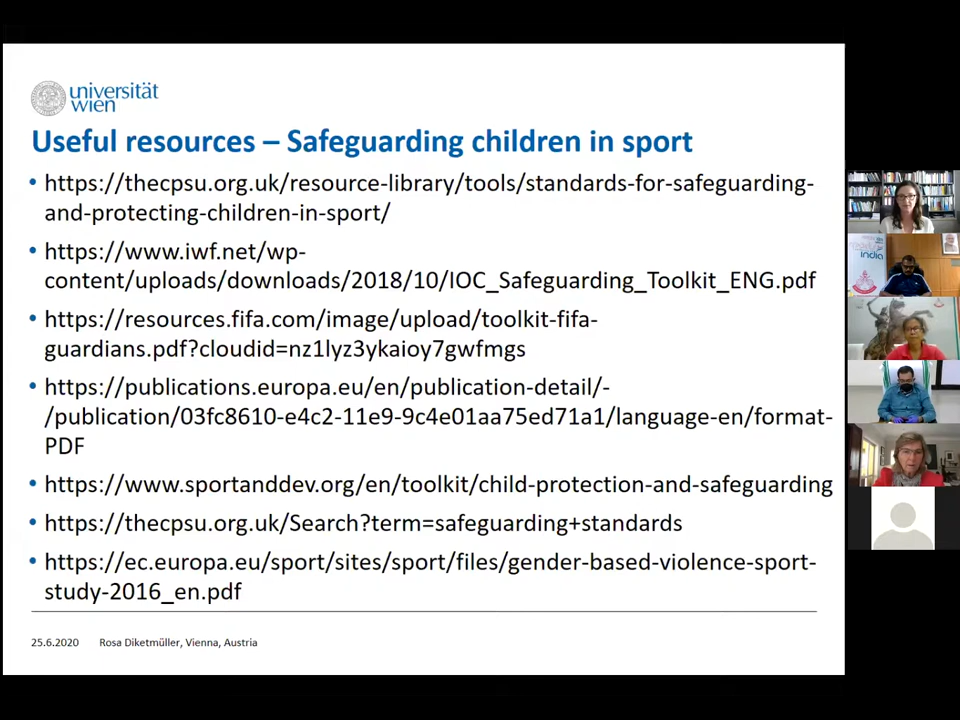 universität
wien
Useful resources – Safeguarding children in sport
• https://thecpsu.org.uk/resource-library/tools/standards-for-safeguarding-
and-protecting-children-in-sport/
• https://www.iwf.net/wp-
content/uploads/downloads/2018/10/IOC_Safeguarding_Toolkit_ENG.pdf
• https://resources.fifa.com/image/upload/toolkit-fifa-
guardians.pdf?cloudid=nz1lyz3ykaioy7gwfmgs
• https://publications.europa.eu/en/publication-detail/-
/publication/03fc8610-e4c2-11e9-9c4e01aa75ed71a1/language-en/format-
PDF
• https://www.sportanddev.org/en/toolkit/child-protection-and-safeguarding
• https://thecpsu.org.uk/Search?term=safeguarding+standards
• https://ec.europa.eu/sport/sites/sport/files/gender-based-violence-sport-
study-2016_en.pdf
25.6.2020 Rosa Diketmüller, Vienna, Austria
india